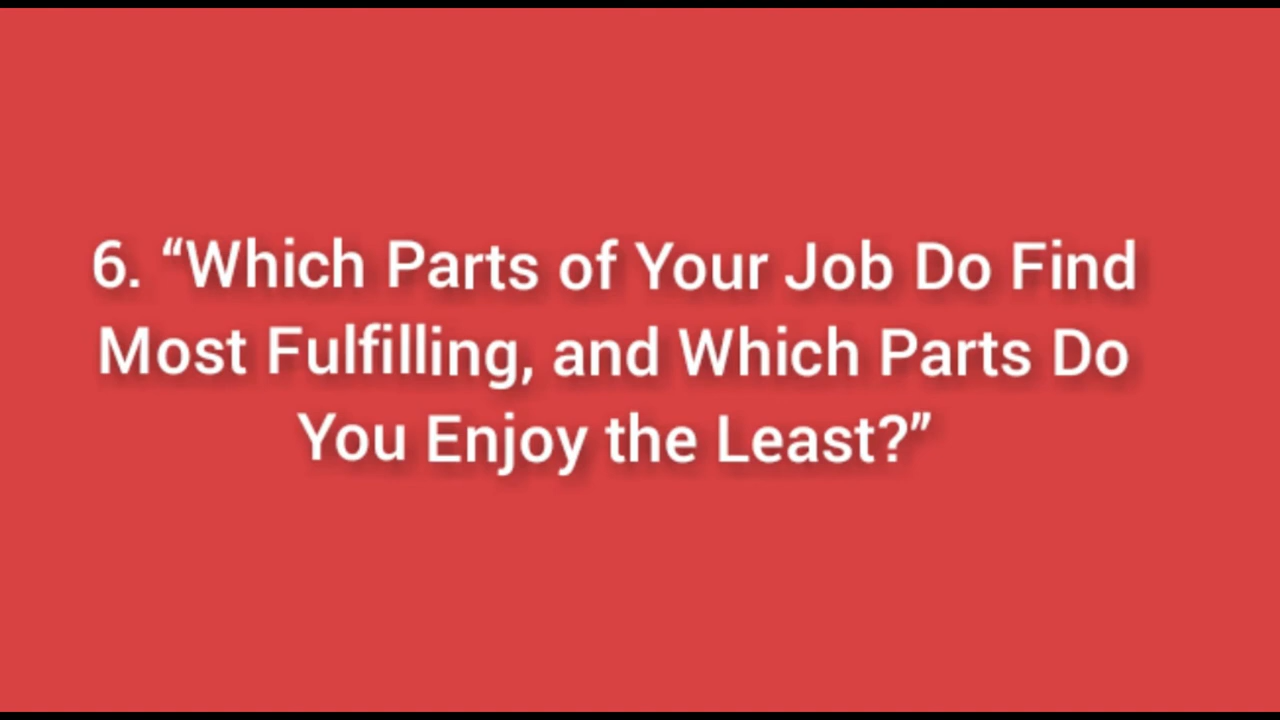 6. “Which Parts of Your Job Do Find
Most Fulfilling, and Which Parts Do
You Enjoy the Least?”